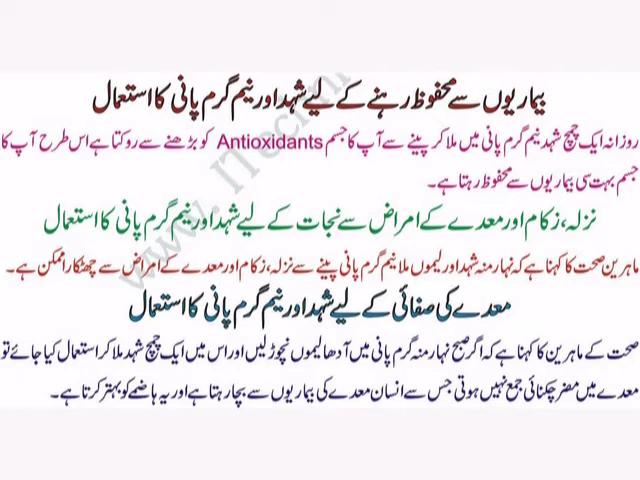 بیماریوں سے محفوظ رہنے کے لیے شہد اور نیم گرم پانی کا استعمال
روزانہ ایک چمچ شہد نیم گرم پانی میں ملا کر پینے سے آپ کا جسم Antioxidants کو بڑھنے سے روکتا ہے اس طرح آپ کا
جسم بہت سی بیماریوں سے محفوظ رہتا ہے۔
نزلہ، زکام اور معدے کے امراض سے نجات کے لیے شہد اور نیم گرم پانی کا استعمال
ماہرین صحت کا کہنا ہے کہ نہار منہ شہد اور لیموں ملا نیم گرم پانی پینے سے نزلہ، زکام اور معدے کے امراض سے چھٹکارا ممکن ہے۔
معدے کی صفائی کے لیے شہد اور نیم گرم پانی کا استعمال
صحت کے ماہرین کا کہنا ہے کہ اگر صبح نہار منہ گرم پانی میں آدھا لیموں نچوڑ لیں اور اس میں ایک چمچ شہد ملا کر استعمال کیا جائے تو
معدے میں مضر چکنائی جمع نہیں ہوتی جس سے انسان معدے کی بیماریوں سے بچا رہتا ہے اور یہ ہاضمے کو بہتر کرتا ہے۔